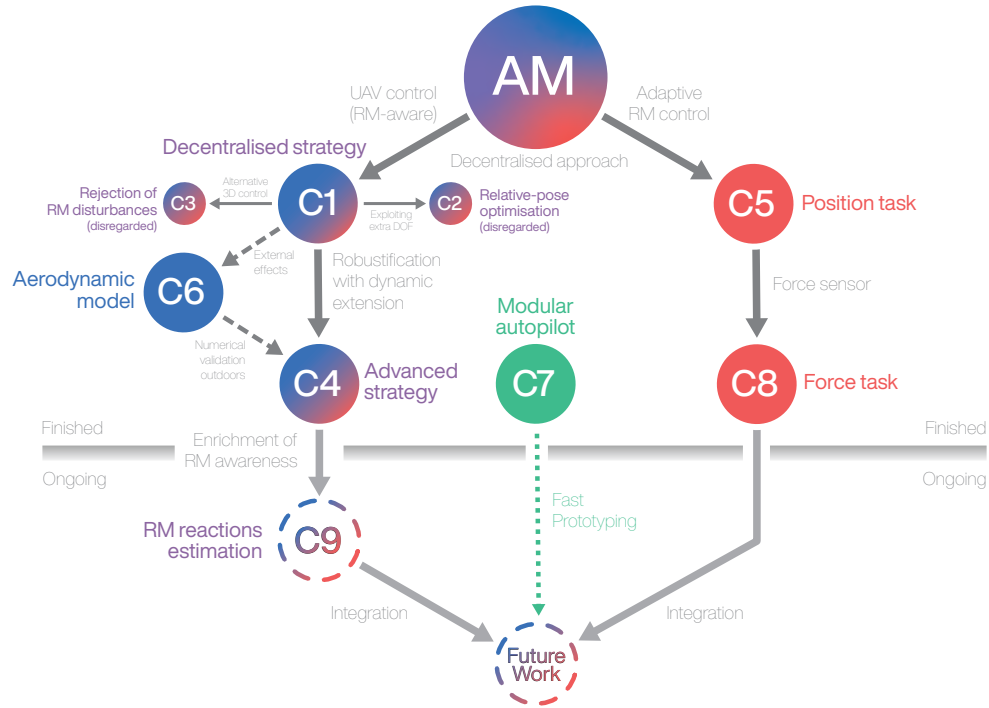 AM
UAV control
(RM-aware)
Adaptive
RM control
Decentralised approach
Decentralised strategy
C1
Alternative
3D control
C3
Rejection of
RM disturbances
(disregarded)
Exploiting
extra DOF
C2
Relative-pose
optimisation
(disregarded)
C5
Position task
External
effects
C6
Aerodynamic
model
Robustification
with dynamic
extension
Force sensor
Numerical
validation
outdoors
C4
Advanced
strategy
Modular
autopilot
C7
C8
Force task
Finished
Finished
Enrichment of
RM awareness
Ongoing
Ongoing
RM reactions
estimation
C9
Fast
Prototyping
Integration
Integration
Future
Work